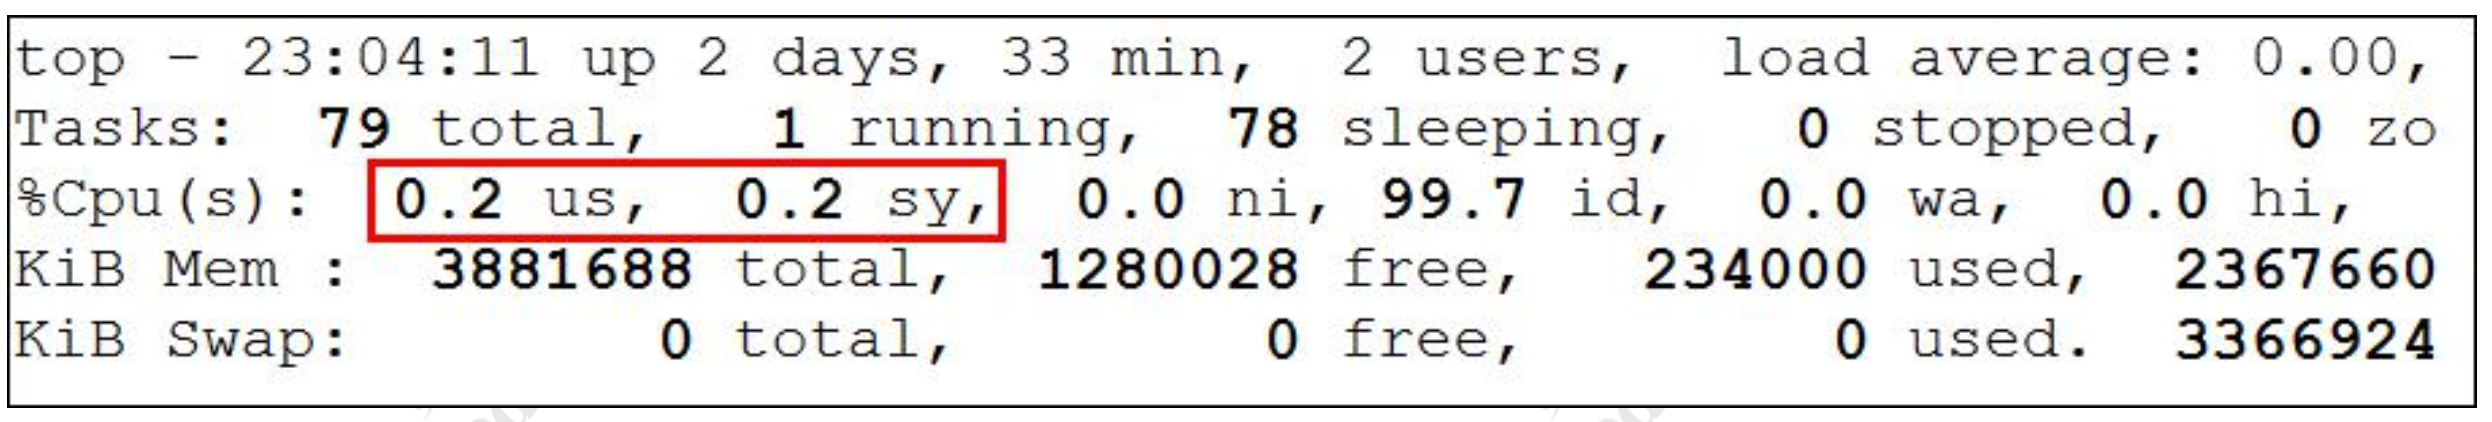 top - 23:04:11 up 2 days, 33 min,  2 users,  load average: 0.00,
Tasks:  79 total,   1 running,  78 sleeping,   0 stopped,   0 zo
%Cpu(s):  0.2 us,  0.2 sy,  0.0 ni, 99.7 id,  0.0 wa,  0.0 hi,
KiB Mem :  3881688 total,  1280028 free,   234000 used,  2367660
KiB Swap:        0 total,        0 free,        0 used.  3366924